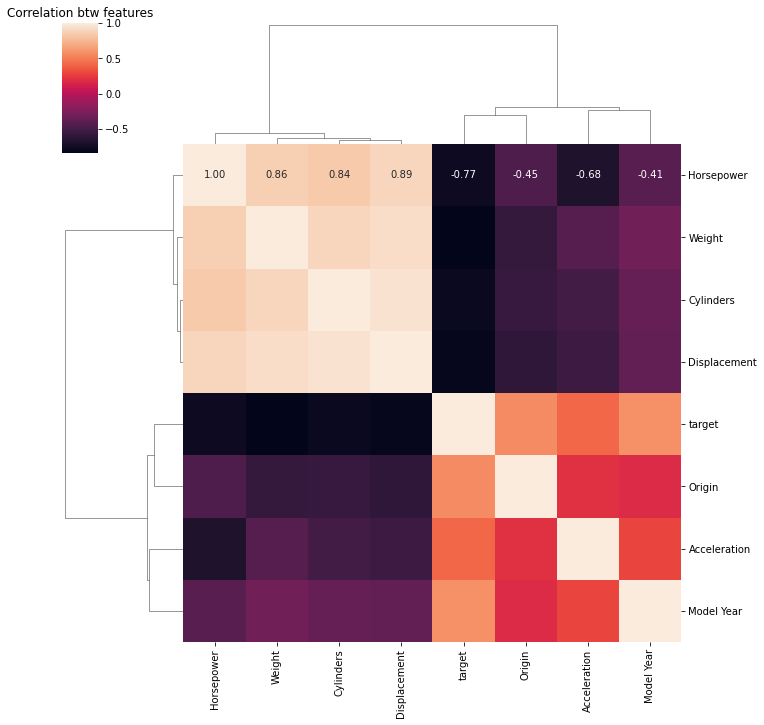 Correlation btw features
1.0
0.5
0.0
−0.5
1.00 0.86 0.84 0.89 -0.77 -0.45 -0.68 -0.41 Horsepower
Weight
Cylinders
Displacement
target
Origin
Acceleration
Model Year
Horsepower
Weight
Cylinders
Displacement
target
Origin
Acceleration
Model Year